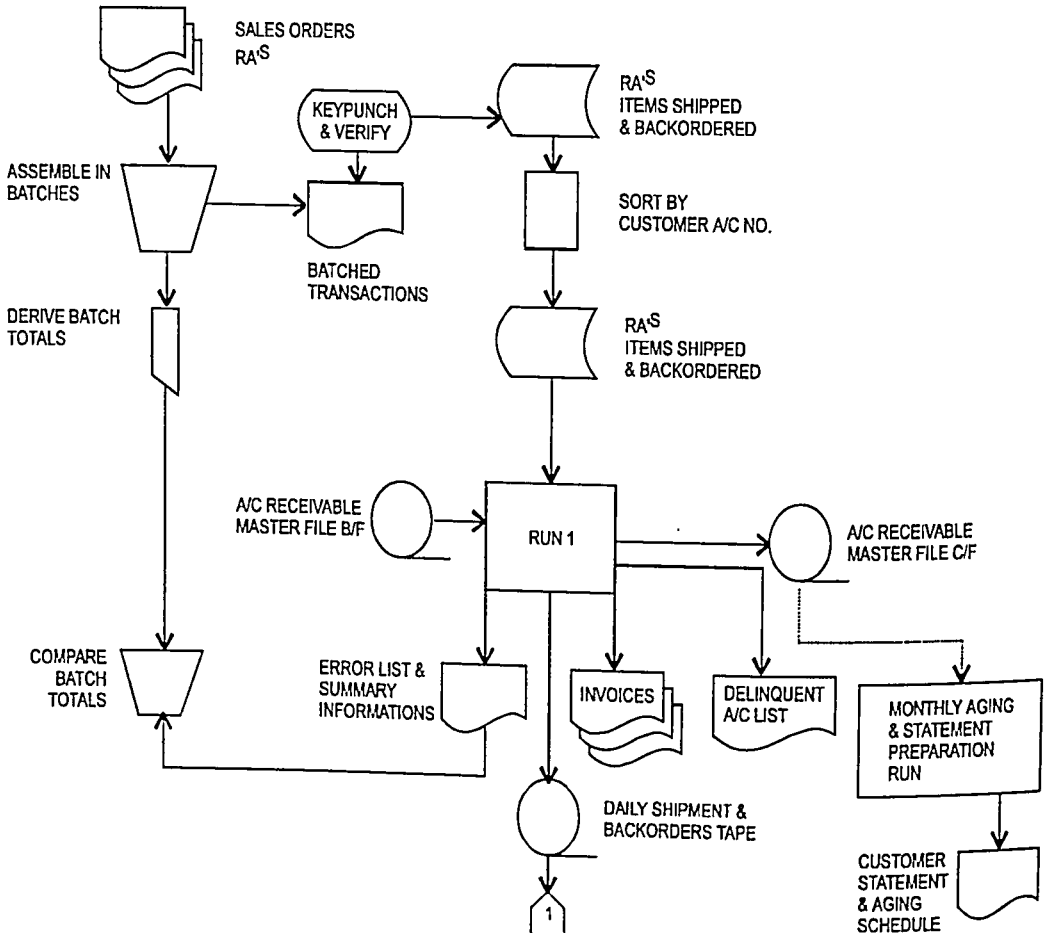 SALES ORDERS
RA'S
KEYPUNCH
& VERIFY
RA'S
ITEMS SHIPPED
& BACKORDERED
ASSEMBLE IN
BATCHES
SORT BY
CUSTOMER A/C NO.
BATCHED
TRANSACTIONS
DERIVE BATCH
TOTALS
RA'S
ITEMS SHIPPED
& BACKORDERED
A/C RECEIVABLE
MASTER FILE B/F
RUN 1
A/C RECEIVABLE
MASTER FILE C/F
COMPARE
BATCH
TOTALS
ERROR LIST &
SUMMARY
INFORMATIONS
INVOICES
DELINQUENT
A/C LIST
MONTHLY AGING
& STATEMENT
PREPARATION
RUN
DAILY SHIPMENT &
BACKORDERS TAPE
CUSTOMER
STATEMENT
& AGING
SCHEDULE
1